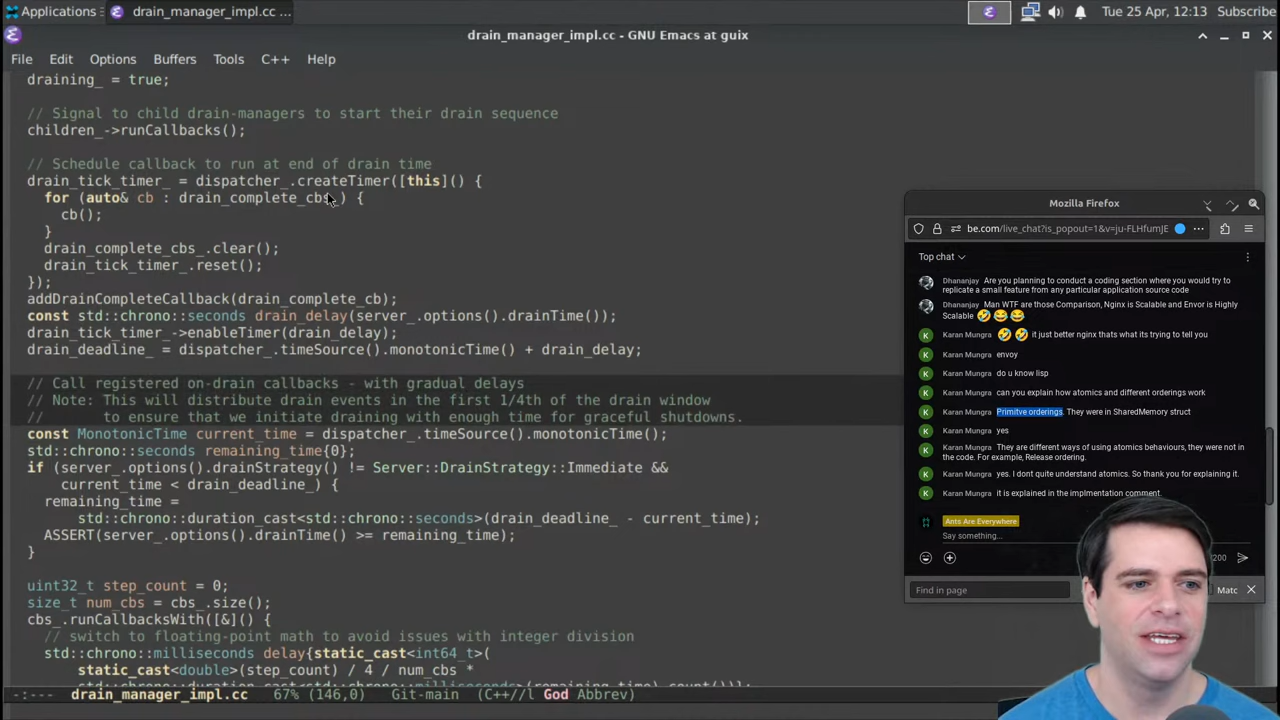 Applications
drain_manager_impl.cc ...
Tue 25 Apr, 12:13
Subscribe
drain_manager_impl.cc - GNU Emacs at guix
File Edit Options Buffers Tools C++ Help
draining_ = true;
// Signal to child drain-managers to start their drain sequence
children_->runCallbacks();
// Schedule callback to run at end of drain time
drain_tick_timer_ = dispatcher_.createTimer([this]() {
for (auto& cb : drain_complete_cbs_) {
cb();
}
drain_complete_cbs_.clear();
drain_tick_timer_.reset();
});
addDrainCompleteCallback(drain_complete_cb);
const std::chrono::seconds drain_delay(server_.options().drainTime());
drain_tick_timer_->enableTimer(drain_delay);
drain_deadline_ = dispatcher_.timeSource().monotonicTime() + drain_delay;
// Call registered on-drain callbacks - with gradual delays
// Note: This will distribute drain events in the first 1/4th of the drain window
// to ensure that we initiate draining with enough time for graceful shutdowns.
const MonotonicTime current_time = dispatcher_.timeSource().monotonicTime();
std::chrono::seconds remaining_time{0};
if (server_.options().drainStrategy() != Server::DrainStrategy::Immediate &&
current_time < drain_deadline_) {
remaining_time =
std::chrono::duration_cast<std::chrono::seconds>(drain_deadline_ - current_time);
ASSERT(server_.options().drainTime() >= remaining_time);
}
uint32_t step_count = 0;
size_t num_cbs = cbs_.size();
cbs_.runCallbacksWith([&]() {
// switch to floating-point math to avoid issues with integer division
std::chrono::milliseconds delay{static_cast<int64_t>(
static_cast<double>(step_count) / 4 / num_cbs *
-:--- drain_manager_impl.cc 67% (146,0) Git-main (C++//l God Abbrev)
Mozilla Firefox
be.com/live_chat?is_popout=1&v=ju-FLHfumJE
Top chat
Dhananjay Are you planning to conduct a coding section where you would try to
replicate a small feature from any particular application source code
Dhananjay Man WTF are those Comparison, Nginx is Scalable and Envor is Highly
Scalable 🤣😂😂
K Karan Mungra 🤣🤣 it just better nginx thats what its trying to tell you
K Karan Mungra envoy
K Karan Mungra do u know lisp
K Karan Mungra can you explain how atomics and different orderings work
K Karan Mungra Primitve orderings. They were in SharedMemory struct
K Karan Mungra yes
K Karan Mungra They are different ways of using atomics behaviours, they were not in
the code. For example, Release ordering.
K Karan Mungra yes. I dont quite understand atomics. So thank you for explaining it.
K Karan Mungra it is explained in the implmentation comment.
Ants Are Everywhere
Say something...
/200
Find in page
Matc